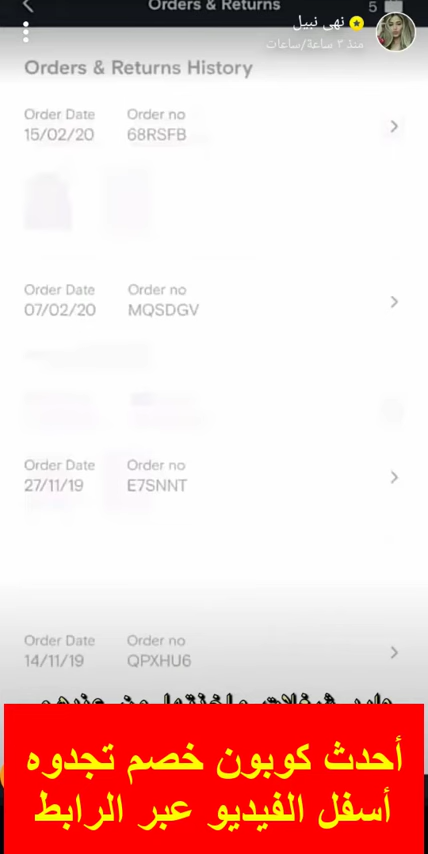 Orders & Returns
5
نهى نبيل
منذ ٣ ساعة/ساعات
Orders & Returns History
Order Date Order no
15/02/20 68RSFB
Order Date Order no
07/02/20 MQSDGV
Order Date Order no
27/11/19 E7SNNT
Order Date Order no
14/11/19 QPXHU6
أحدث كوبون خصم تجدوه
أسفل الفيديو عبر الرابط